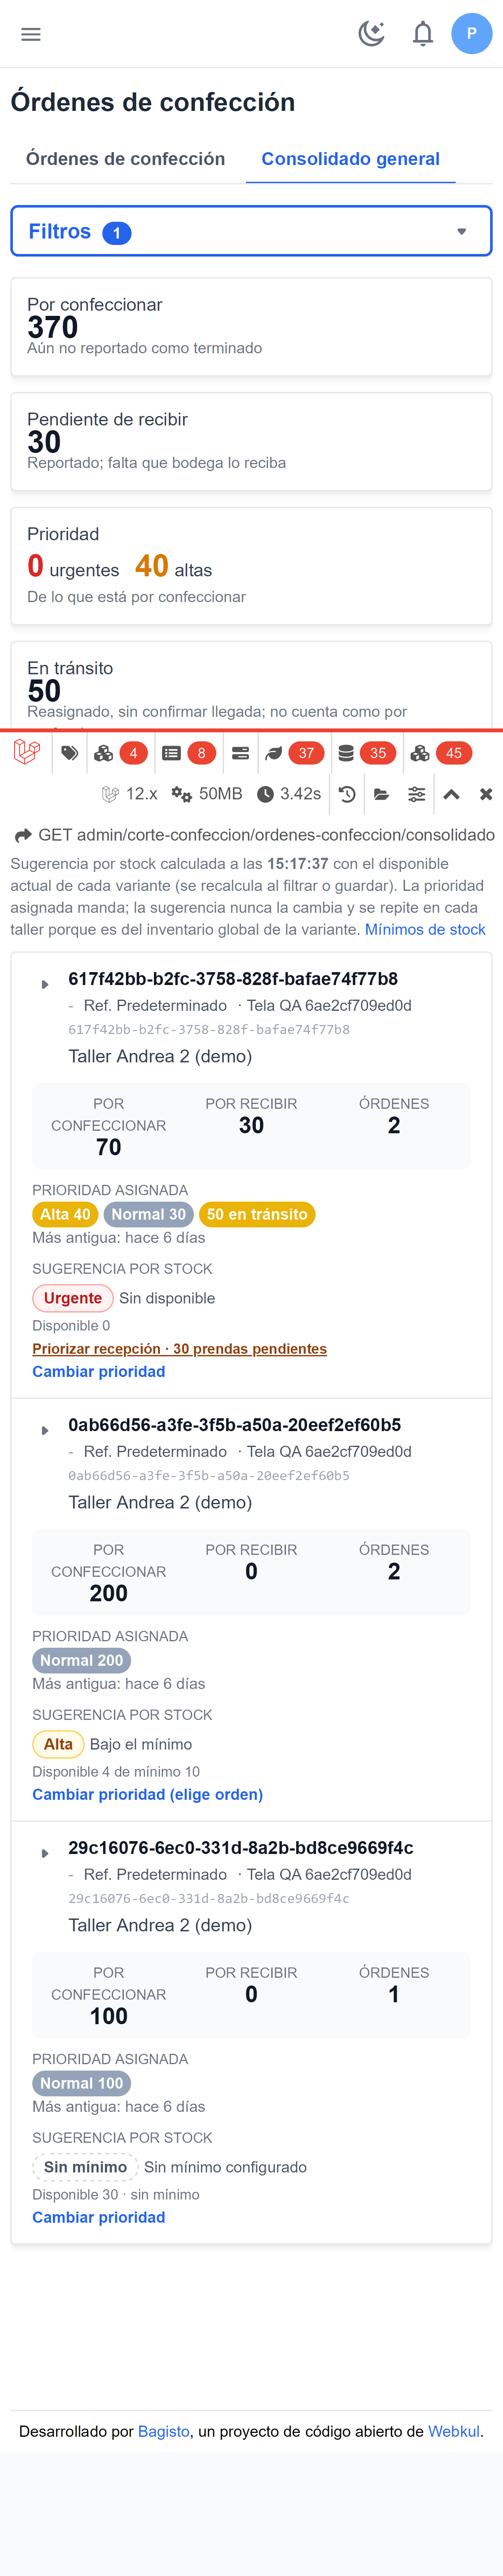 P
Órdenes de confección
Órdenes de confección Consolidado general
Filtros 1
Por confeccionar
370
Aún no reportado como terminado
Pendiente de recibir
30
Reportado; falta que bodega lo reciba
Prioridad
0 urgentes 40 altas
De lo que está por confeccionar
En tránsito
50
Reasignado, sin confirmar llegada; no cuenta como por
4 8 37 35 45
12.x 50MB 3.42s
GET admin/corte-confeccion/ordenes-confeccion/consolidado
Sugerencia por stock calculada a las 15:17:37 con el disponible
actual de cada variante (se recalcula al filtrar o guardar). La prioridad
asignada manda; la sugerencia nunca la cambia y se repite en cada
taller porque es del inventario global de la variante. Mínimos de stock
617f42bb-b2fc-3758-828f-bafae74f77b8
- Ref. Predeterminado · Tela QA 6ae2cf709ed0d
617f42bb-b2fc-3758-828f-bafae74f77b8
Taller Andrea 2 (demo)
POR CONFECCIONAR POR RECIBIR ÓRDENES
70 30 2
PRIORIDAD ASIGNADA
Alta 40 Normal 30 50 en tránsito
Más antigua: hace 6 días
SUGERENCIA POR STOCK
Urgente Sin disponible
Disponible 0
Priorizar recepción · 30 prendas pendientes
Cambiar prioridad
0ab66d56-a3fe-3f5b-a50a-20eef2ef60b5
- Ref. Predeterminado · Tela QA 6ae2cf709ed0d
0ab66d56-a3fe-3f5b-a50a-20eef2ef60b5
Taller Andrea 2 (demo)
POR CONFECCIONAR POR RECIBIR ÓRDENES
200 0 2
PRIORIDAD ASIGNADA
Normal 200
Más antigua: hace 6 días
SUGERENCIA POR STOCK
Alta Bajo el mínimo
Disponible 4 de mínimo 10
Cambiar prioridad (elige orden)
29c16076-6ec0-331d-8a2b-bd8ce9669f4c
- Ref. Predeterminado · Tela QA 6ae2cf709ed0d
29c16076-6ec0-331d-8a2b-bd8ce9669f4c
Taller Andrea 2 (demo)
POR CONFECCIONAR POR RECIBIR ÓRDENES
100 0 1
PRIORIDAD ASIGNADA
Normal 100
Más antigua: hace 6 días
SUGERENCIA POR STOCK
Sin mínimo Sin mínimo configurado
Disponible 30 · sin mínimo
Cambiar prioridad
Desarrollado por Bagisto, un proyecto de código abierto de Webkul.